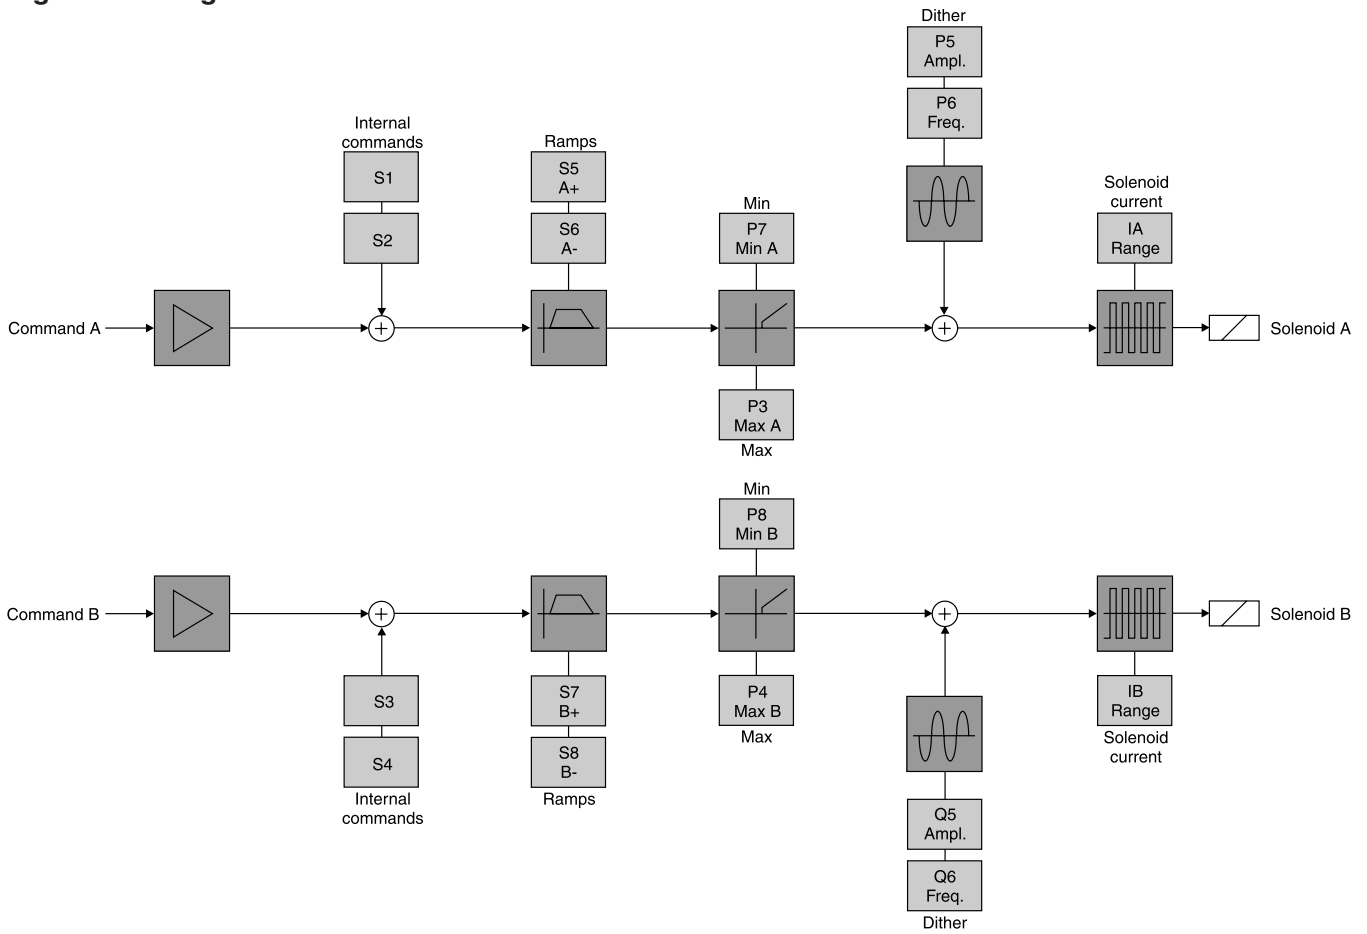 Dither
P5
Ampl.
P6
Freq.
Internal
commands
S1
S2
Ramps
S5
A+
S6
A-
Min
P7
Min A
Solenoid
current
IA
Range
Command A
+
+
Solenoid A
P3
Max A
Max
Min
P8
Min B
Command B
+
+
Solenoid B
S3
S4
Internal
commands
S7
B+
S8
B-
Ramps
P4
Max B
Max
IB
Range
Solenoid
current
Q5
Ampl.
Q6
Freq.
Dither